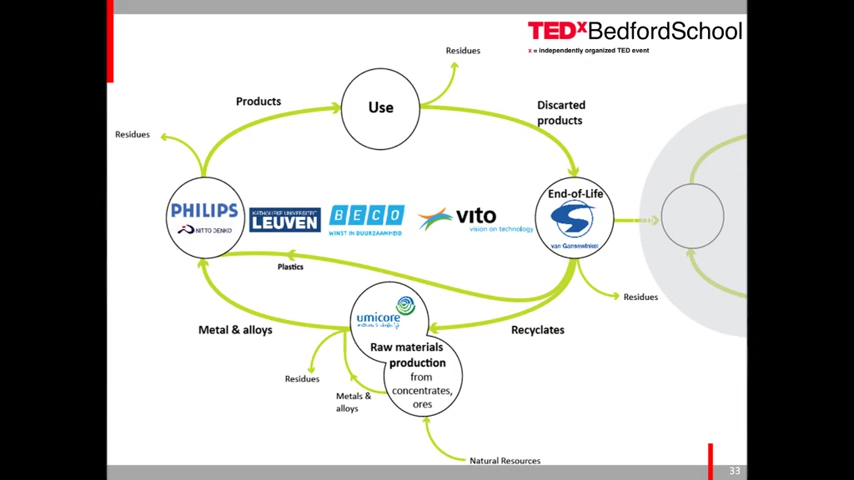 TEDxBedfordSchool
x = independently organized TED event
Residues
Products
Use
Discarted
products
Residues
End-of-Life
PHILIPS
NITTO DENKO
KATHOLIEKE UNIVERSITEIT
LEUVEN
BECO
WINST IN DUURZAAMHEID
vito
vision on technology
van Gansewinkel
Plastics
Residues
umicore
Metal & alloys
Recyclates
Raw materials
production
from
concentrates,
ores
Residues
Metals &
alloys
Natural Resources
33